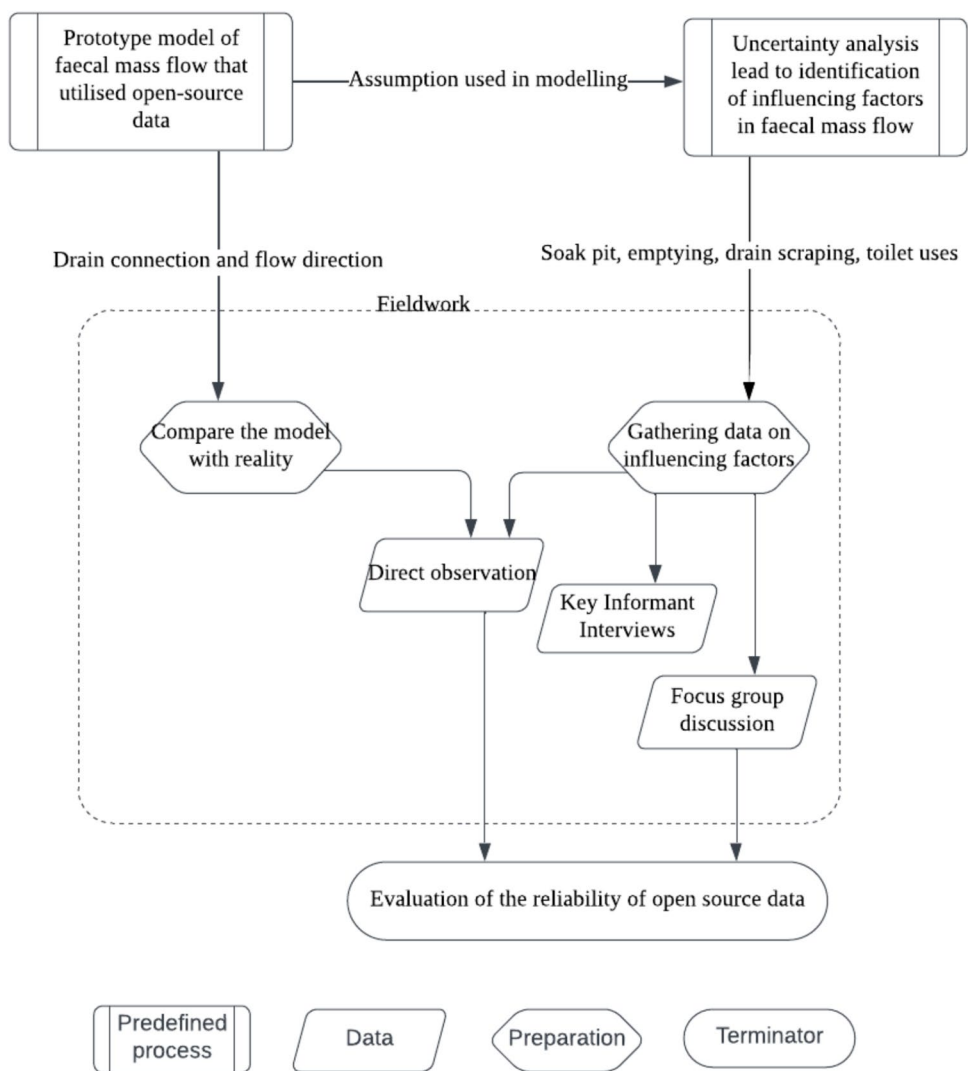 Prototype model of
faecal mass flow that
utilised open-source
data
Assumption used in modelling
Uncertainty analysis
lead to identification
of influencing factors
in faecal mass flow
Drain connection and flow direction
Soak pit, emptying, drain scraping, toilet uses
Fieldwork
Compare the model
with reality
Gathering data on
influencing factors
Direct observation
Key Informant
Interviews
Focus group
discussion
Evaluation of the reliability of open source data
Predefined
process
Data
Preparation
Terminator